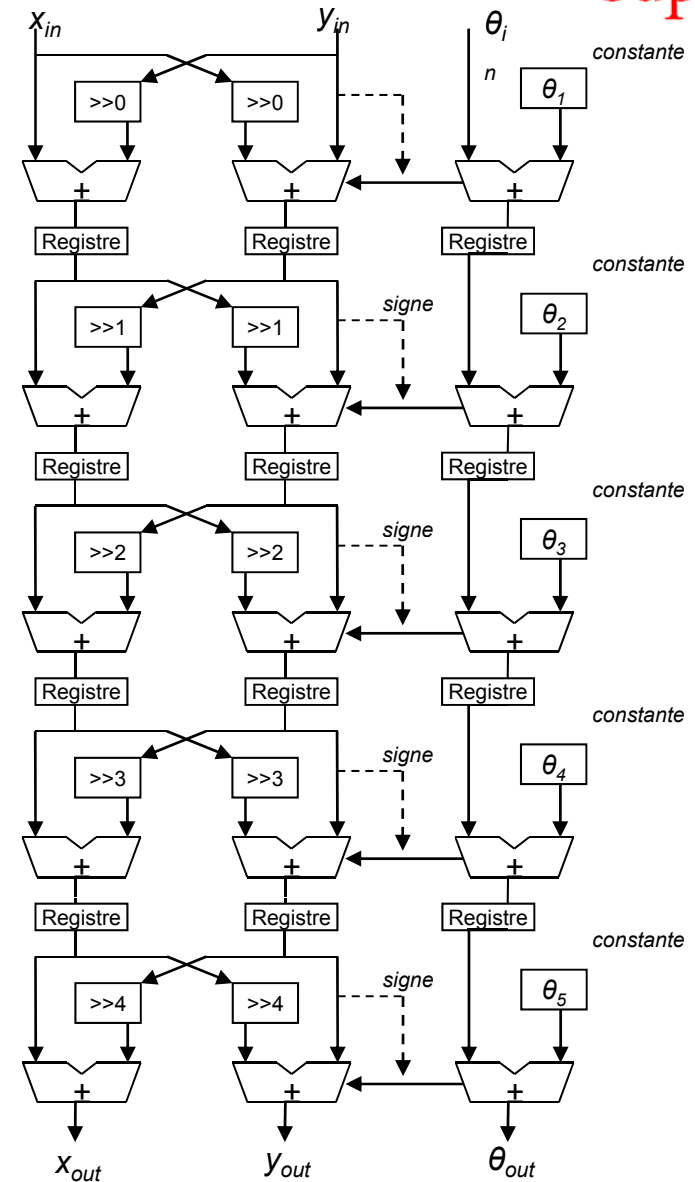 x_in y_in θ_in
constante
>>0 >>0 θ_1
+ + +
Registre Registre Registre
constante
signe
>>1 >>1 θ_2
+ + +
Registre Registre Registre
constante
signe
>>2 >>2 θ_3
+ + +
Registre Registre Registre
constante
signe
>>3 >>3 θ_4
+ + +
Registre Registre Registre
constante
signe
>>4 >>4 θ_5
+ + +
x_out y_out θ_out